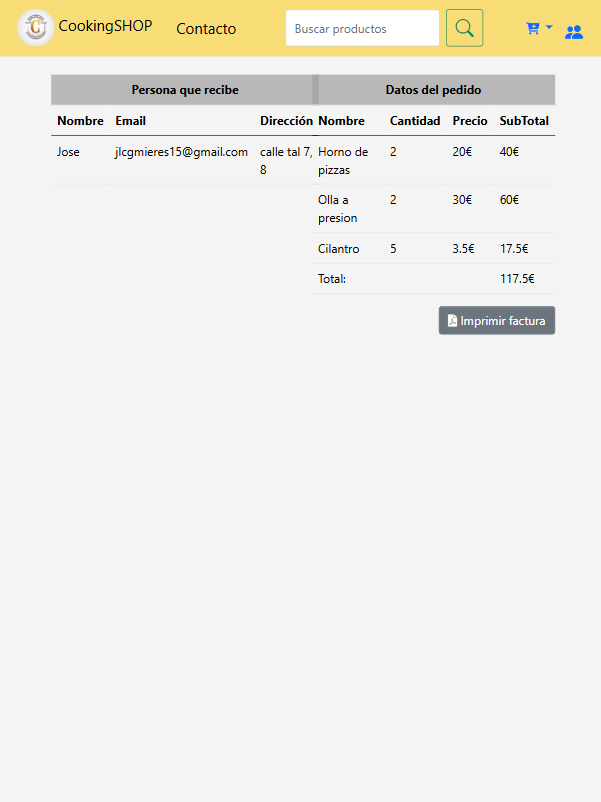 CookingSHOP Contacto Buscar productos
Persona que recibe
Nombre Email Dirección
Jose jlcgmieres15@gmail.com calle tal 7,
8
Datos del pedido
Nombre Cantidad Precio SubTotal
Horno de 2 20€ 40€
pizzas
Olla a 2 30€ 60€
presion
Cilantro 5 3.5€ 17.5€
Total: 117.5€
Imprimir factura